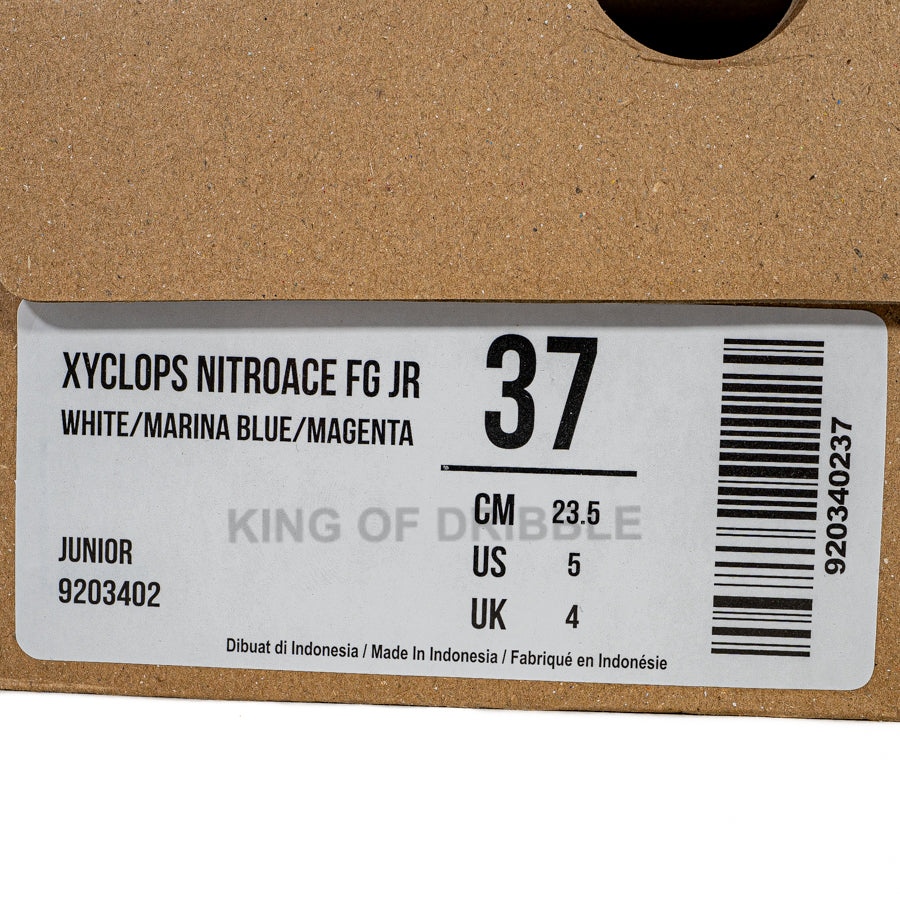 XYCLOPS NITROACE FG JR
WHITE/MARINA BLUE/MAGENTA
37
CM 23.5
US 5
UK 4
KING OF DRIBBLE
JUNIOR
9203402
Dibuat di Indonesia / Made In Indonesia / Fabriqué en Indonésie
920340237